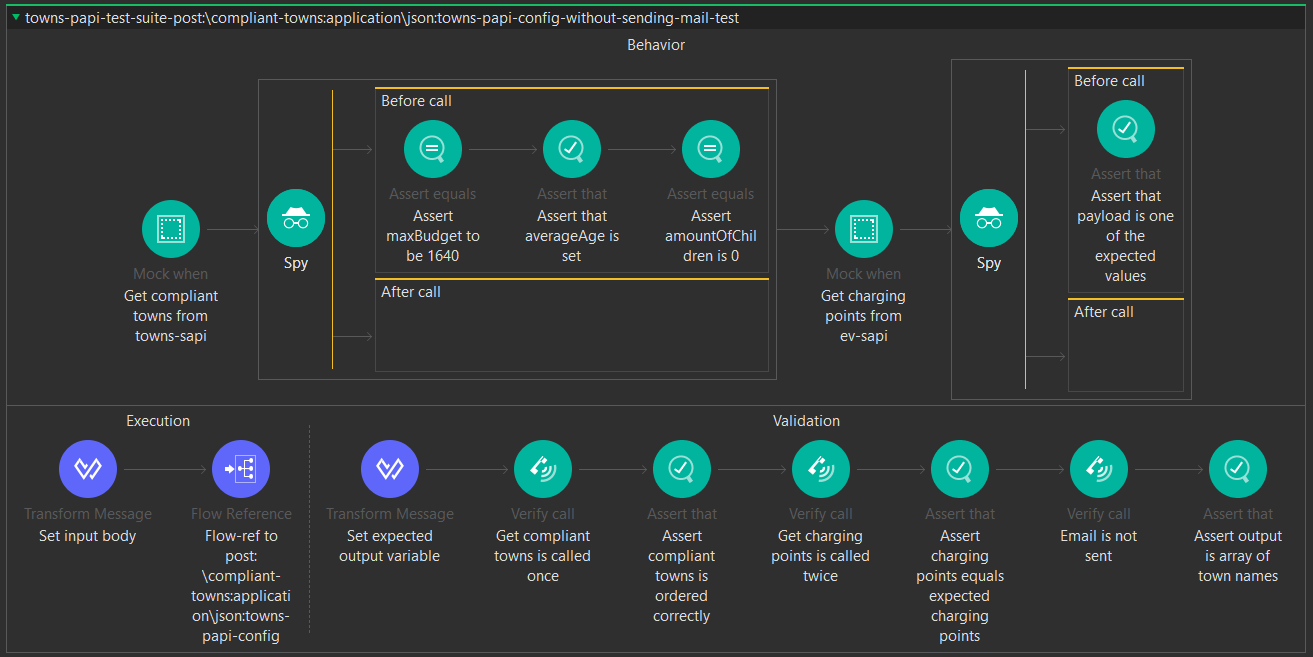 towns-papi-test-suite-post:\compliant-towns:application\json:towns-papi-config-without-sending-mail-test
Behavior
Mock when
Get compliant
towns from
towns-sapi
Spy
Before call
Assert equals
Assert
maxBudget to
be 1640
Assert that
Assert that
averageAge is
set
Assert equals
Assert
amountOfChil
dren is 0
After call
Mock when
Get charging
points from
ev-sapi
Spy
Before call
Assert that
Assert that
payload is one
of the
expected
values
After call
Execution
Transform Message
Set input body
Flow Reference
Flow-ref to
post:
\compliant-
towns:applicati
on\json:towns-
papi-config
Validation
Transform Message
Set expected
output variable
Verify call
Get compliant
towns is called
once
Assert that
Assert
compliant
towns is
ordered
correctly
Verify call
Get charging
points is called
twice
Assert that
Assert
charging
points equals
expected
charging
points
Verify call
Email is not
sent
Assert that
Assert output
is array of
town names